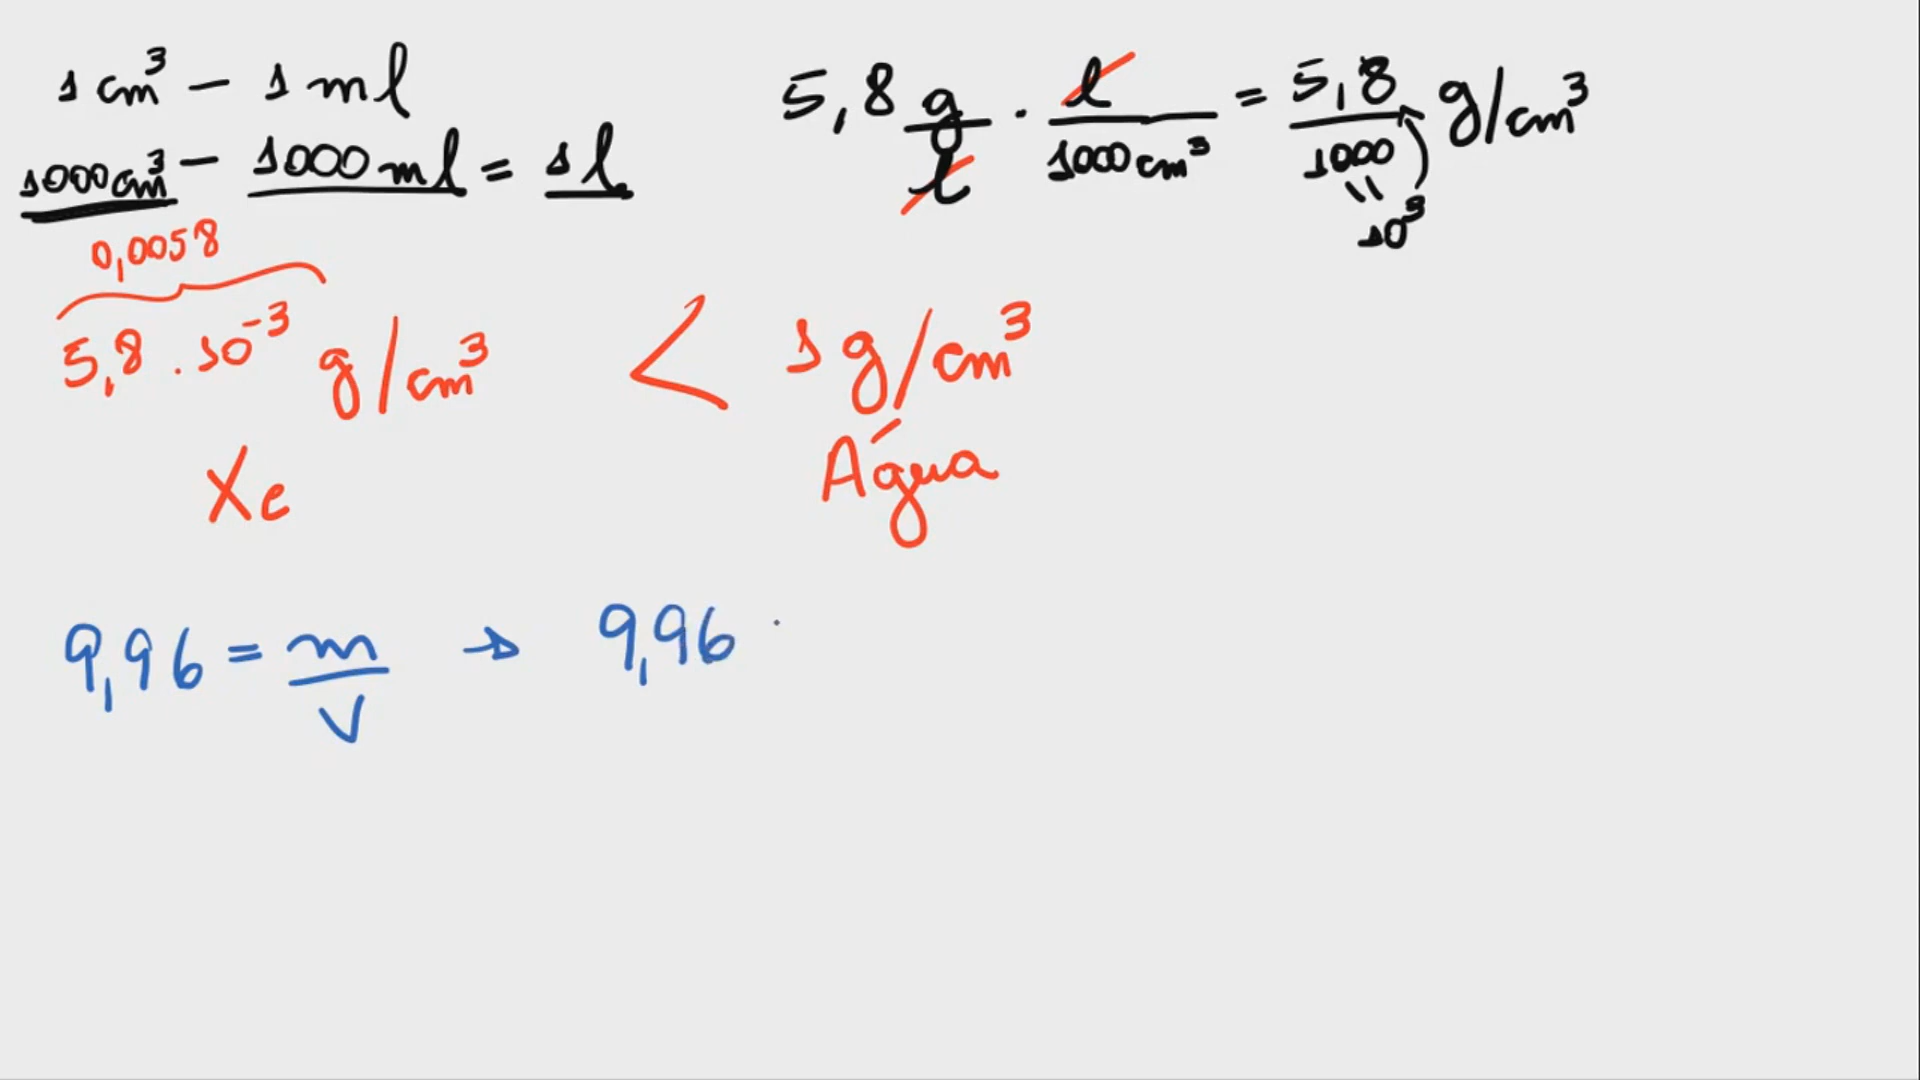 1 cm³ - 1 ml
1000 cm³ - 1000 ml = 1 l
5,8 g/l · l/1000 cm³ = 5,8/1000 g/cm³
"
10³
0,0058
5,8 . 10⁻³ g/cm³ < 1 g/cm³
Xe Água
9,96 = m/V → 9,96 ·